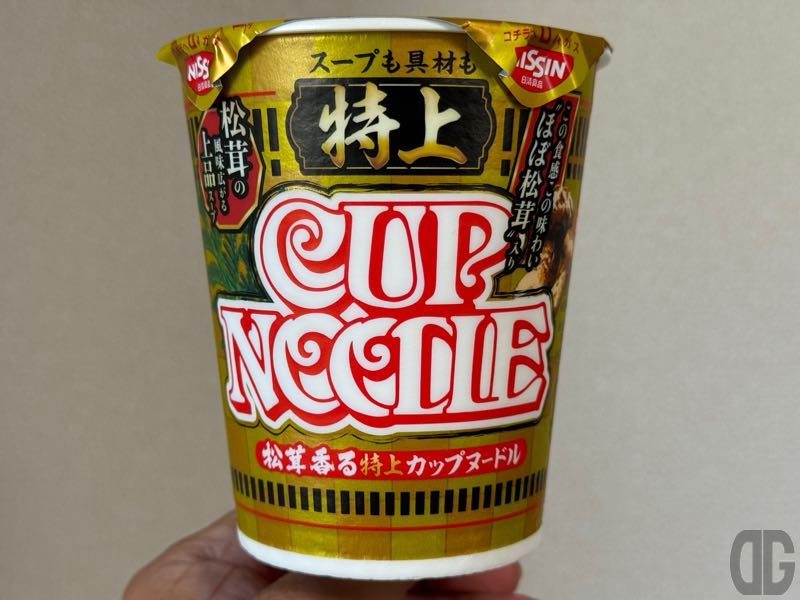 NISSIN
コチラ
NISSIN
日清食品
スープも具材も
特上
松茸の
風味広がる
上品スープ
この食感この味わい
"ほぼ松茸"入り
CUP
NOODLE
松茸香る特上カップヌードル
DG